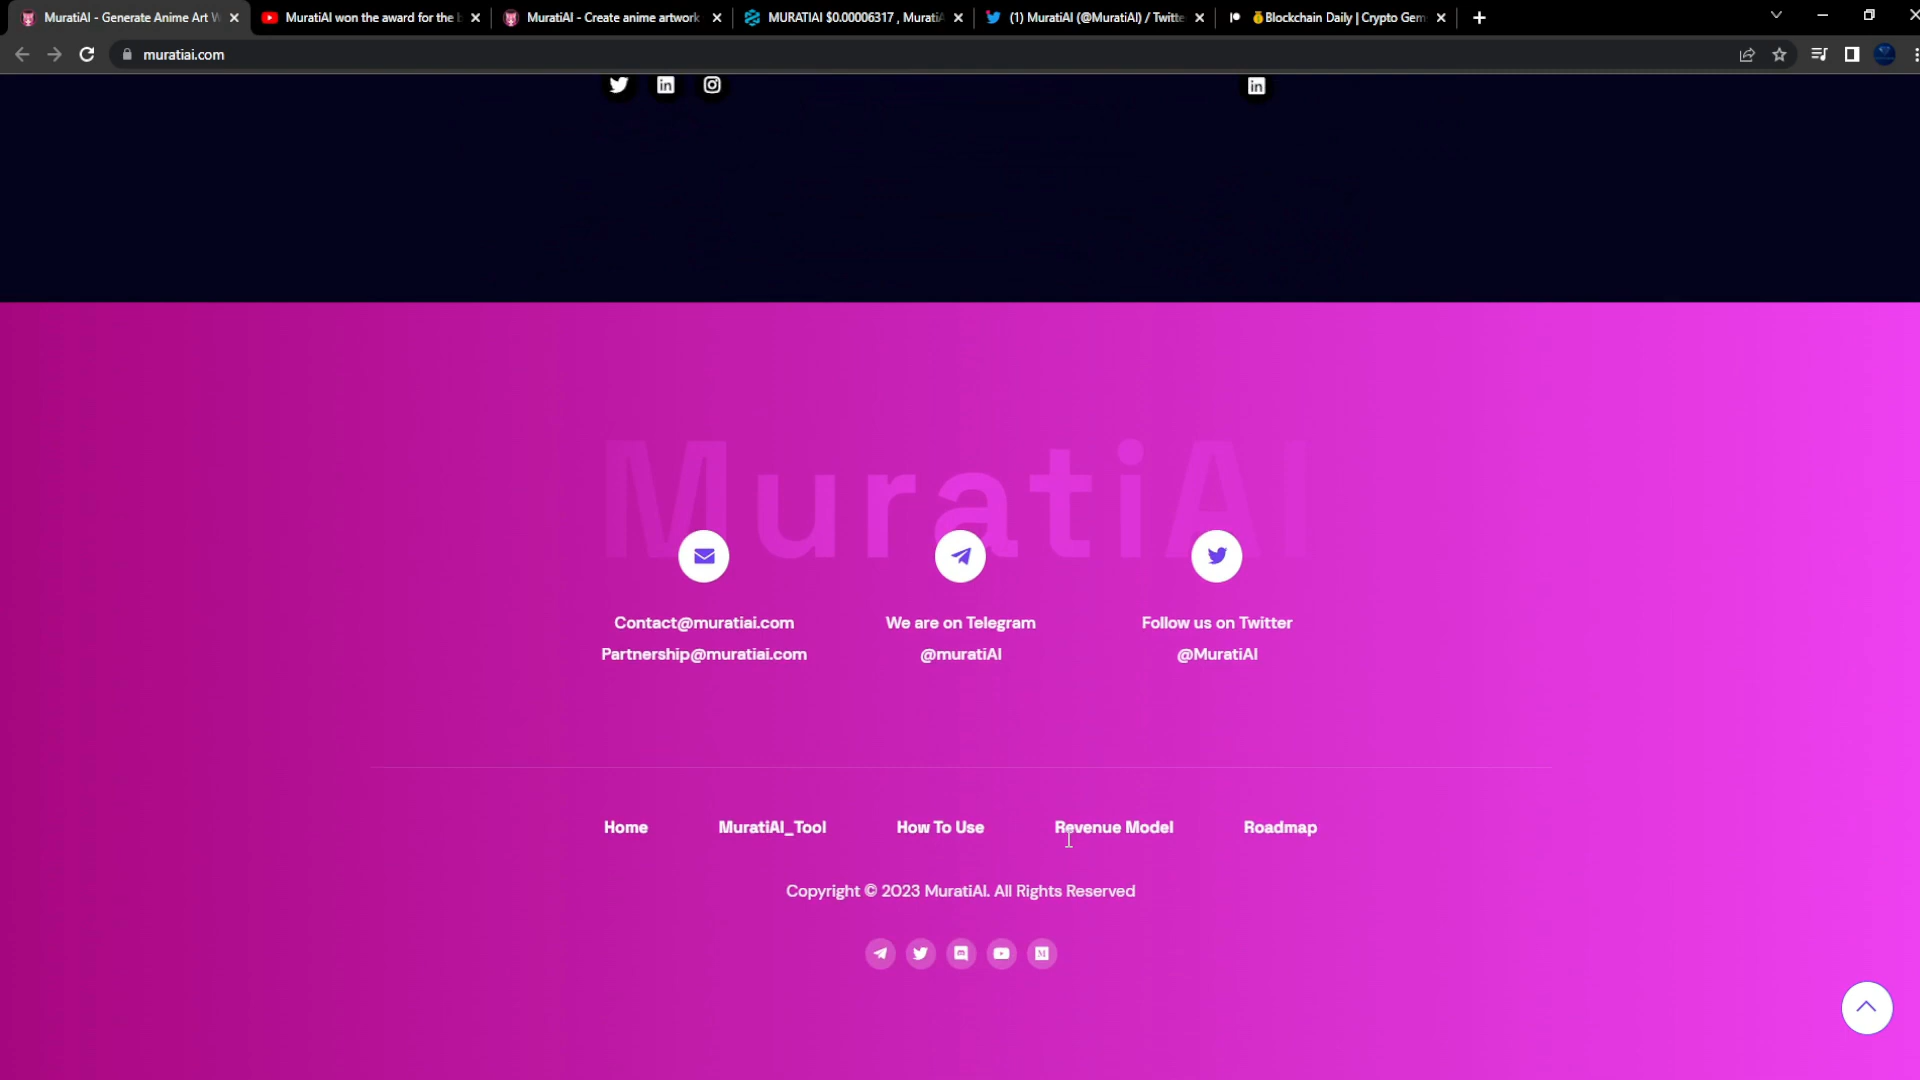 MuratiAI - Generate Anime Art W
MuratiAI won the award for the b
MuratiAI - Create anime artwork
MURATIAI $0.00006317 , MuratiA
(1) MuratiAI (@MuratiAI) / Twitte
Blockchain Daily | Crypto Gem
muratiai.com
MuratiAI
Contact@muratiai.com
Partnership@muratiai.com
We are on Telegram
@muratiAI
Follow us on Twitter
@MuratiAI
Home
MuratiAI_Tool
How To Use
Revenue Model
Roadmap
Copyright © 2023 MuratiAI. All Rights Reserved